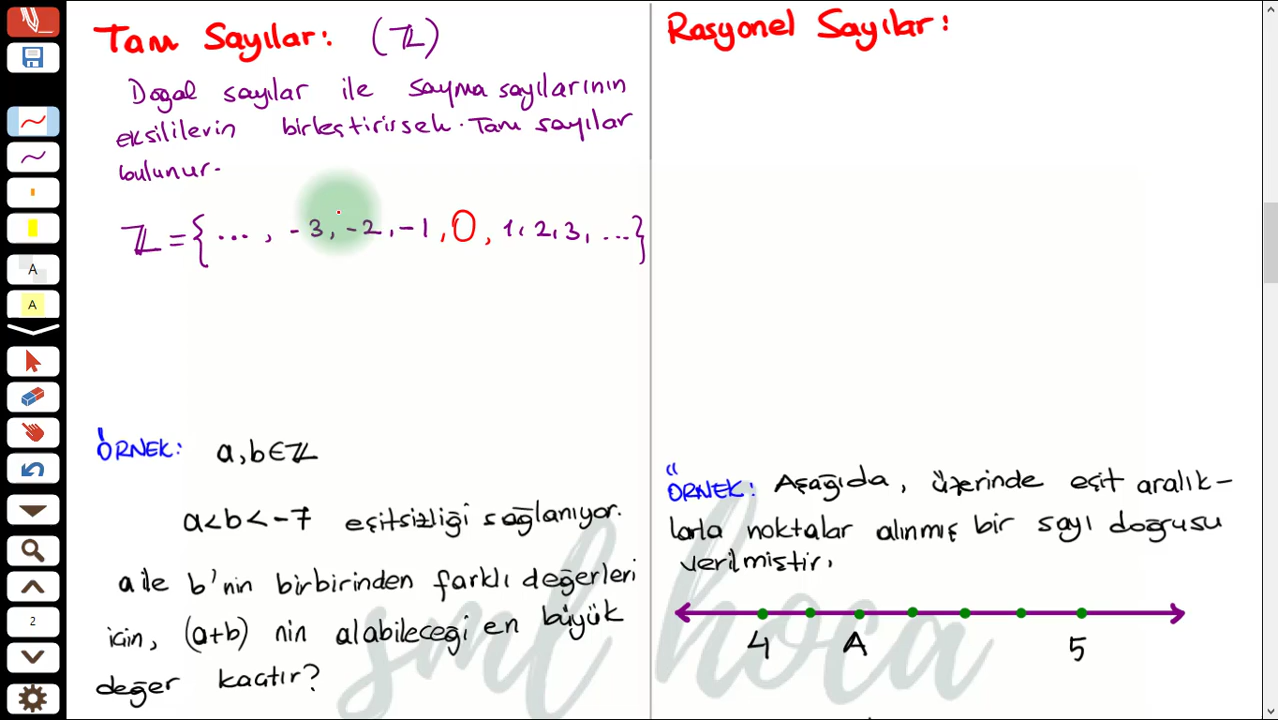 Tam Sayılar: (ℤ)
Doğal sayılar ile sayma sayılarının
eksililerin birleştirirsek. Tam sayılar
bulunur.
ℤ = {..., -3, -2, -1, 0, 1, 2, 3, ...}
ÖRNEK: a, b ∈ ℤ
a < b < -7 eşitsizliği sağlanıyor.
a ile b'nin birbirinden farklı değerleri
için, (a+b) nin alabileceği en büyük
değer kaçtır?
Rasyonel Sayılar:
ÖRNEK: Aşağıda, üzerinde eşit aralık-
larla noktalar alınmış bir sayı doğrusu
verilmiştir.
4 A 5
sml hoca
A
A
2